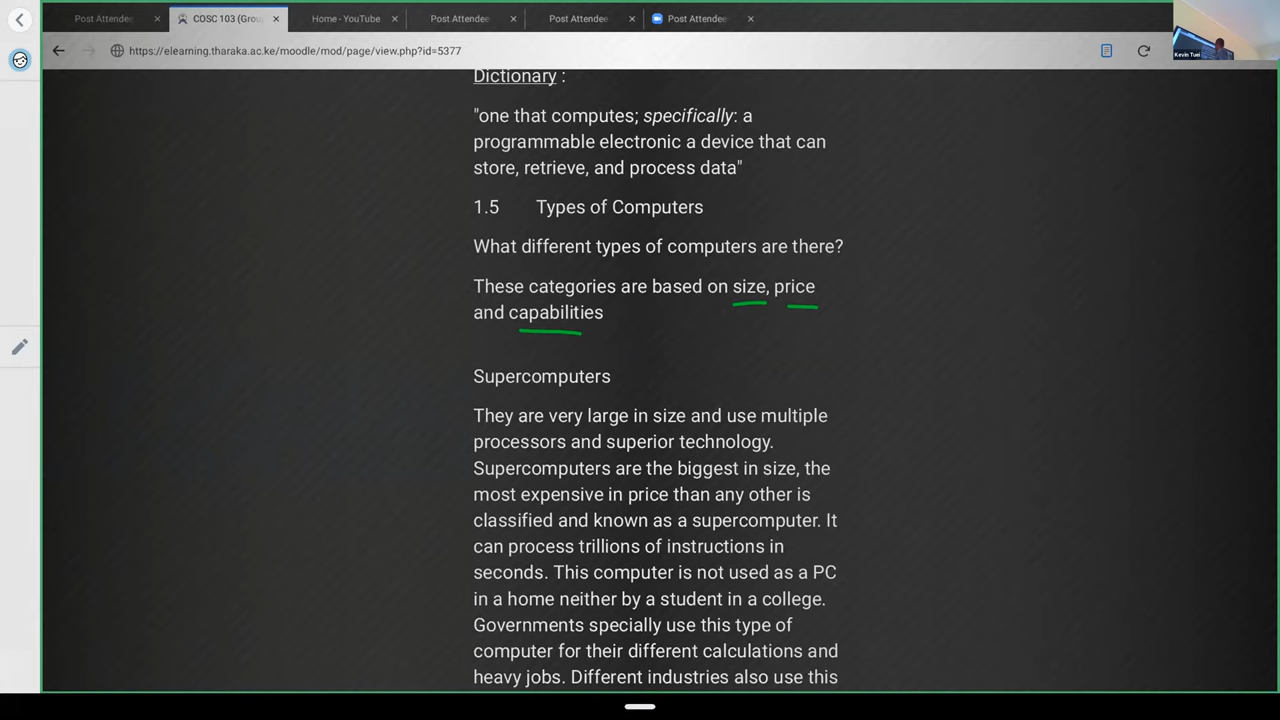 Post Attendee
COSC 103 (Grou
Home - YouTube
Post Attendee
Post Attendee
Post Attendee
https://elearning.tharaka.ac.ke/moodle/mod/page/view.php?id=5377
Kevin Tuei
Dictionary :
"one that computes; specifically: a
programmable electronic a device that can
store, retrieve, and process data"
1.5 Types of Computers
What different types of computers are there?
These categories are based on size, price
and capabilities
Supercomputers
They are very large in size and use multiple
processors and superior technology.
Supercomputers are the biggest in size, the
most expensive in price than any other is
classified and known as a supercomputer. It
can process trillions of instructions in
seconds. This computer is not used as a PC
in a home neither by a student in a college.
Governments specially use this type of
computer for their different calculations and
heavy jobs. Different industries also use this